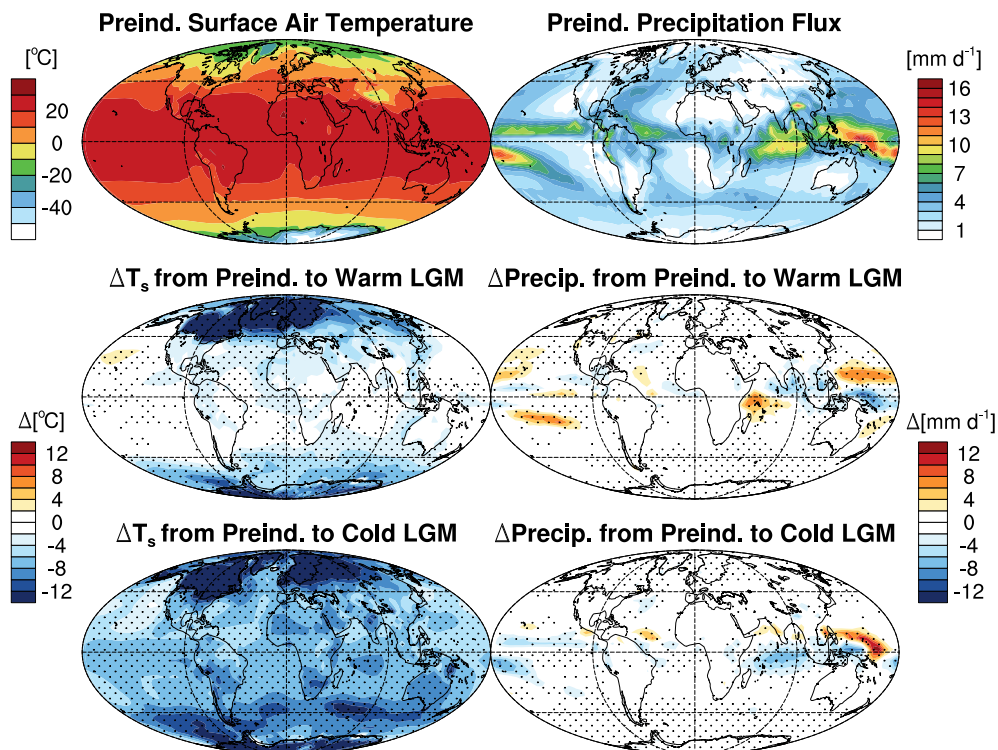 Preind. Surface Air Temperature
Preind. Precipitation Flux
[°C]
20
0
-20
-40
[mm d⁻¹]
16
13
10
7
4
1
ΔTₛ from Preind. to Warm LGM
ΔPrecip. from Preind. to Warm LGM
Δ[°C]
12
8
4
0
-4
-8
-12
Δ[mm d⁻¹]
12
8
4
0
-4
-8
-12
ΔTₛ from Preind. to Cold LGM
ΔPrecip. from Preind. to Cold LGM